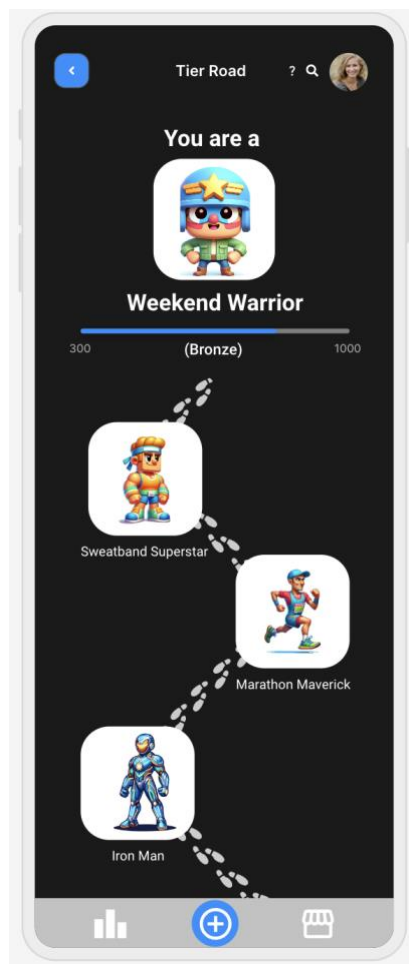 Tier Road ?
You are a
Weekend Warrior
300 (Bronze) 1000
Sweatband Superstar
Marathon Maverick
Iron Man